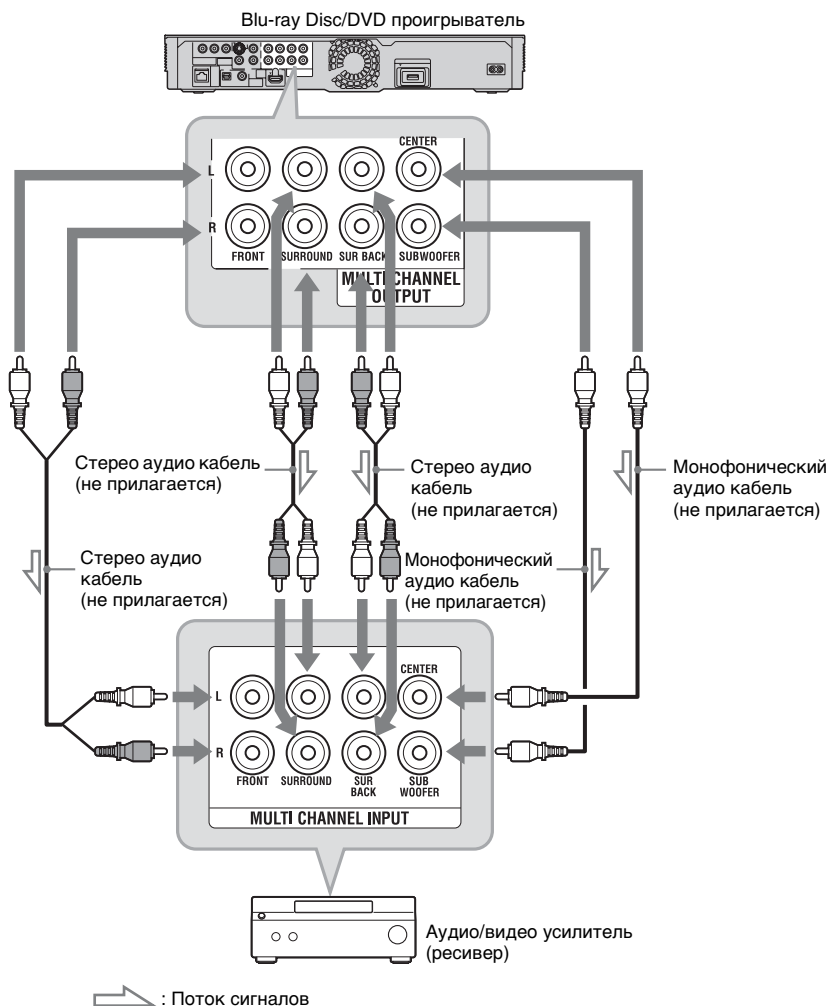 Blu-ray Disc/DVD проигрыватель
CENTER
L
R
FRONT
SURROUND
SUR BACK
SUBWOOFER
MULTI CHANNEL
OUTPUT
Стерео аудио кабель
(не прилагается)
Стерео аудио
кабель
(не прилагается)
Монофонический
аудио кабель
(не прилагается)
Стерео аудио
кабель
(не прилагается)
Монофонический
аудио кабель
(не прилагается)
CENTER
L
R
FRONT
SURROUND
SUR
BACK
SUB
WOOFER
MULTI CHANNEL INPUT
Аудио/видео усилитель
(ресивер)
: Поток сигналов